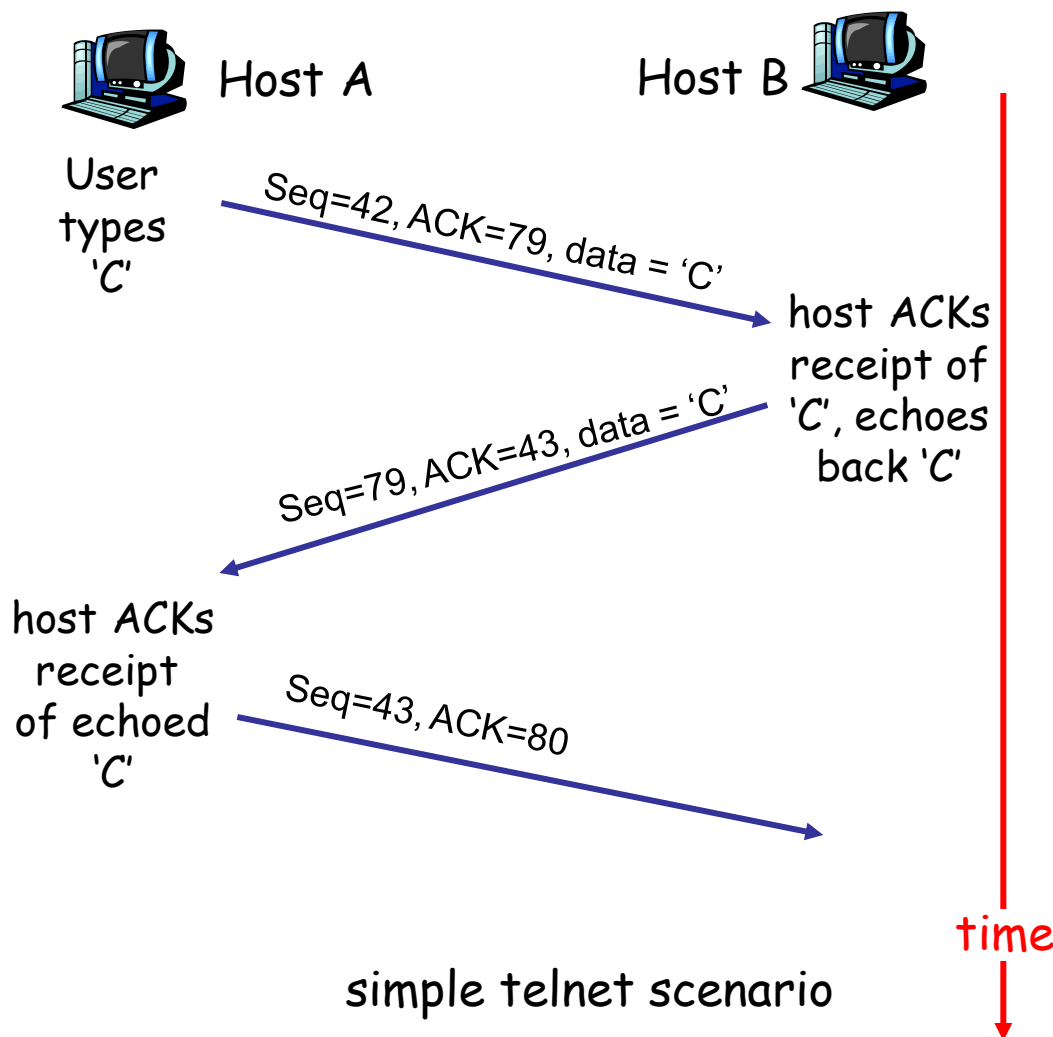 Host A
Host B
User
types
‘C’
Seq=42, ACK=79, data = ‘C’
host ACKs
receipt of
‘C’, echoes
back ‘C’
Seq=79, ACK=43, data = ‘C’
host ACKs
receipt
of echoed
‘C’
Seq=43, ACK=80
time
simple telnet scenario